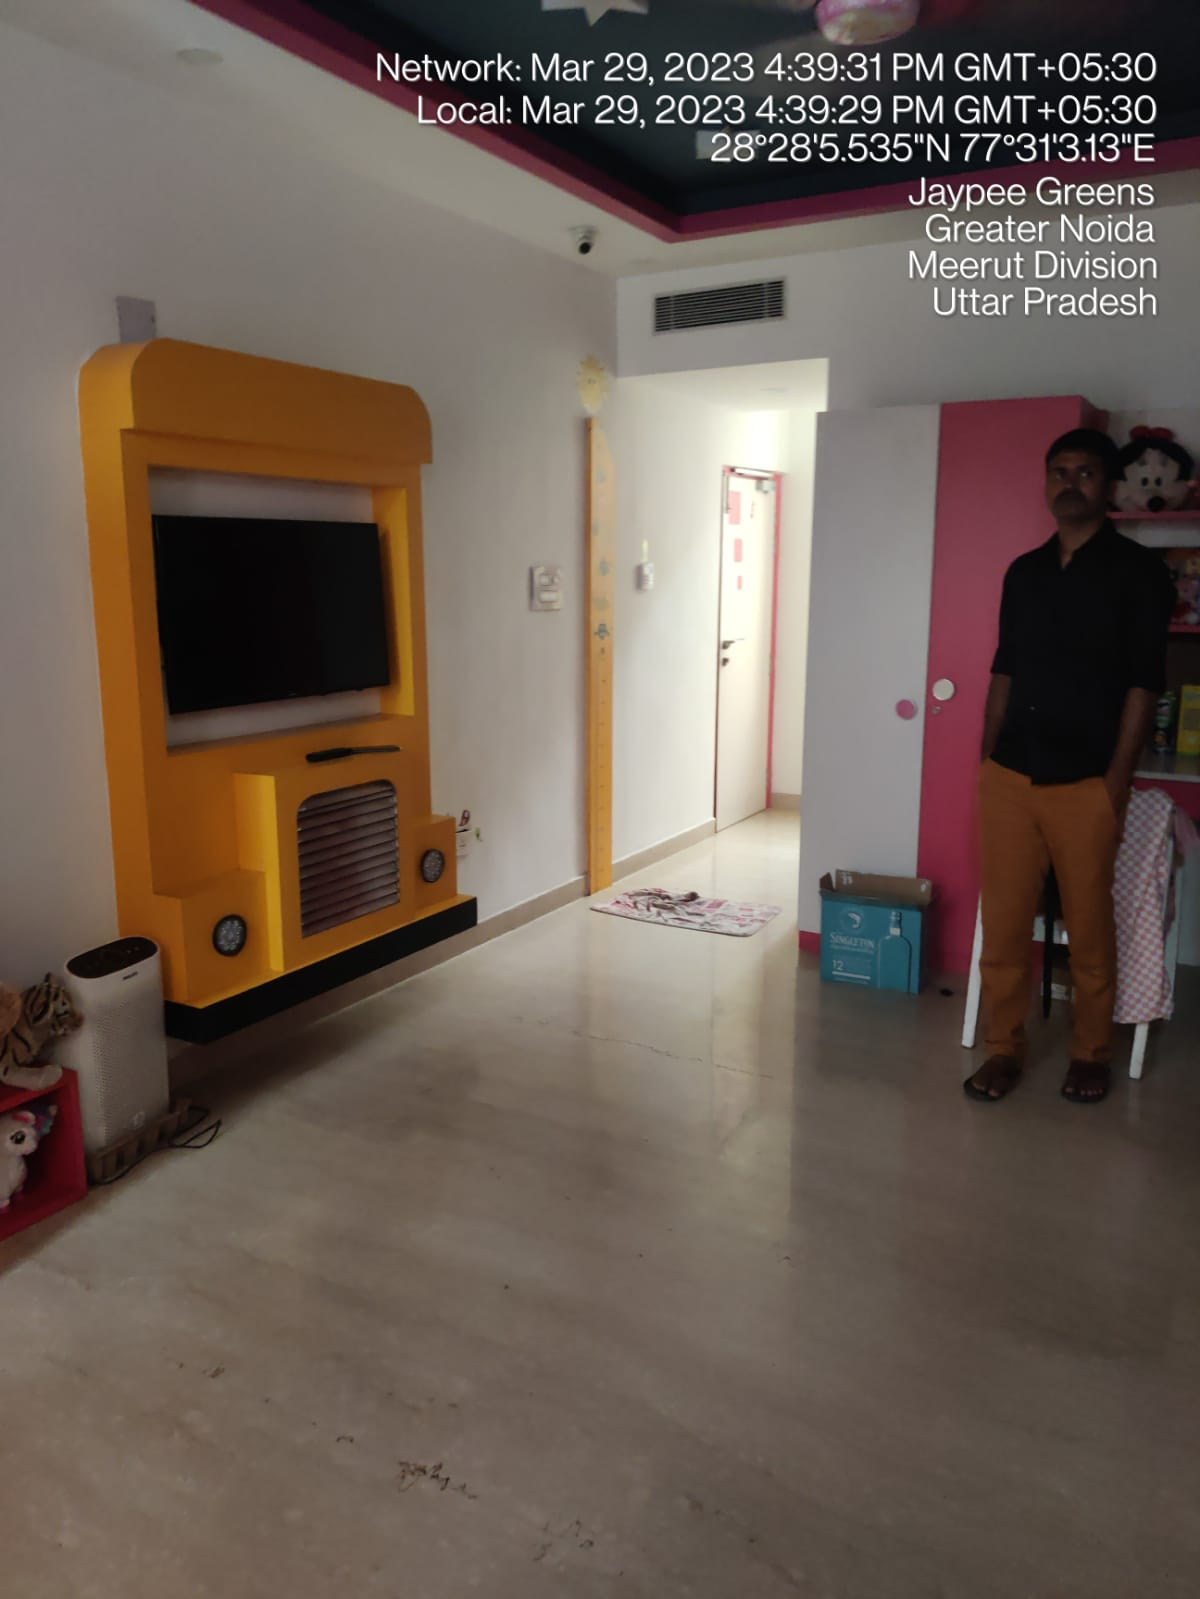 Network: Mar 29, 2023 4:39:31 PM GMT+05:30
Local: Mar 29, 2023 4:39:29 PM GMT+05:30
28°28'5.535"N 77°31'3.13"E
Jaypee Greens
Greater Noida
Meerut Division
Uttar Pradesh
SINGLETON
12